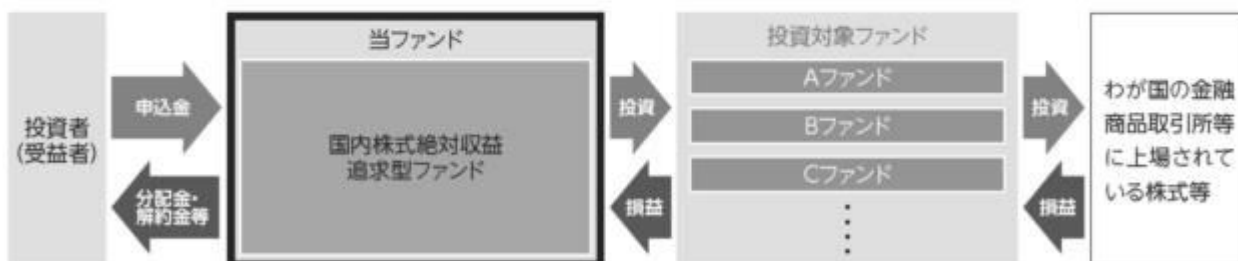 投資者
(受益者)
申込金
分配金・
解約金等
当ファンド
国内株式絶対収益
追求型ファンド
投資
損益
投資対象ファンド
Aファンド
Bファンド
Cファンド
投資
損益
わが国の金融
商品取引所等
に上場されて
いる株式等